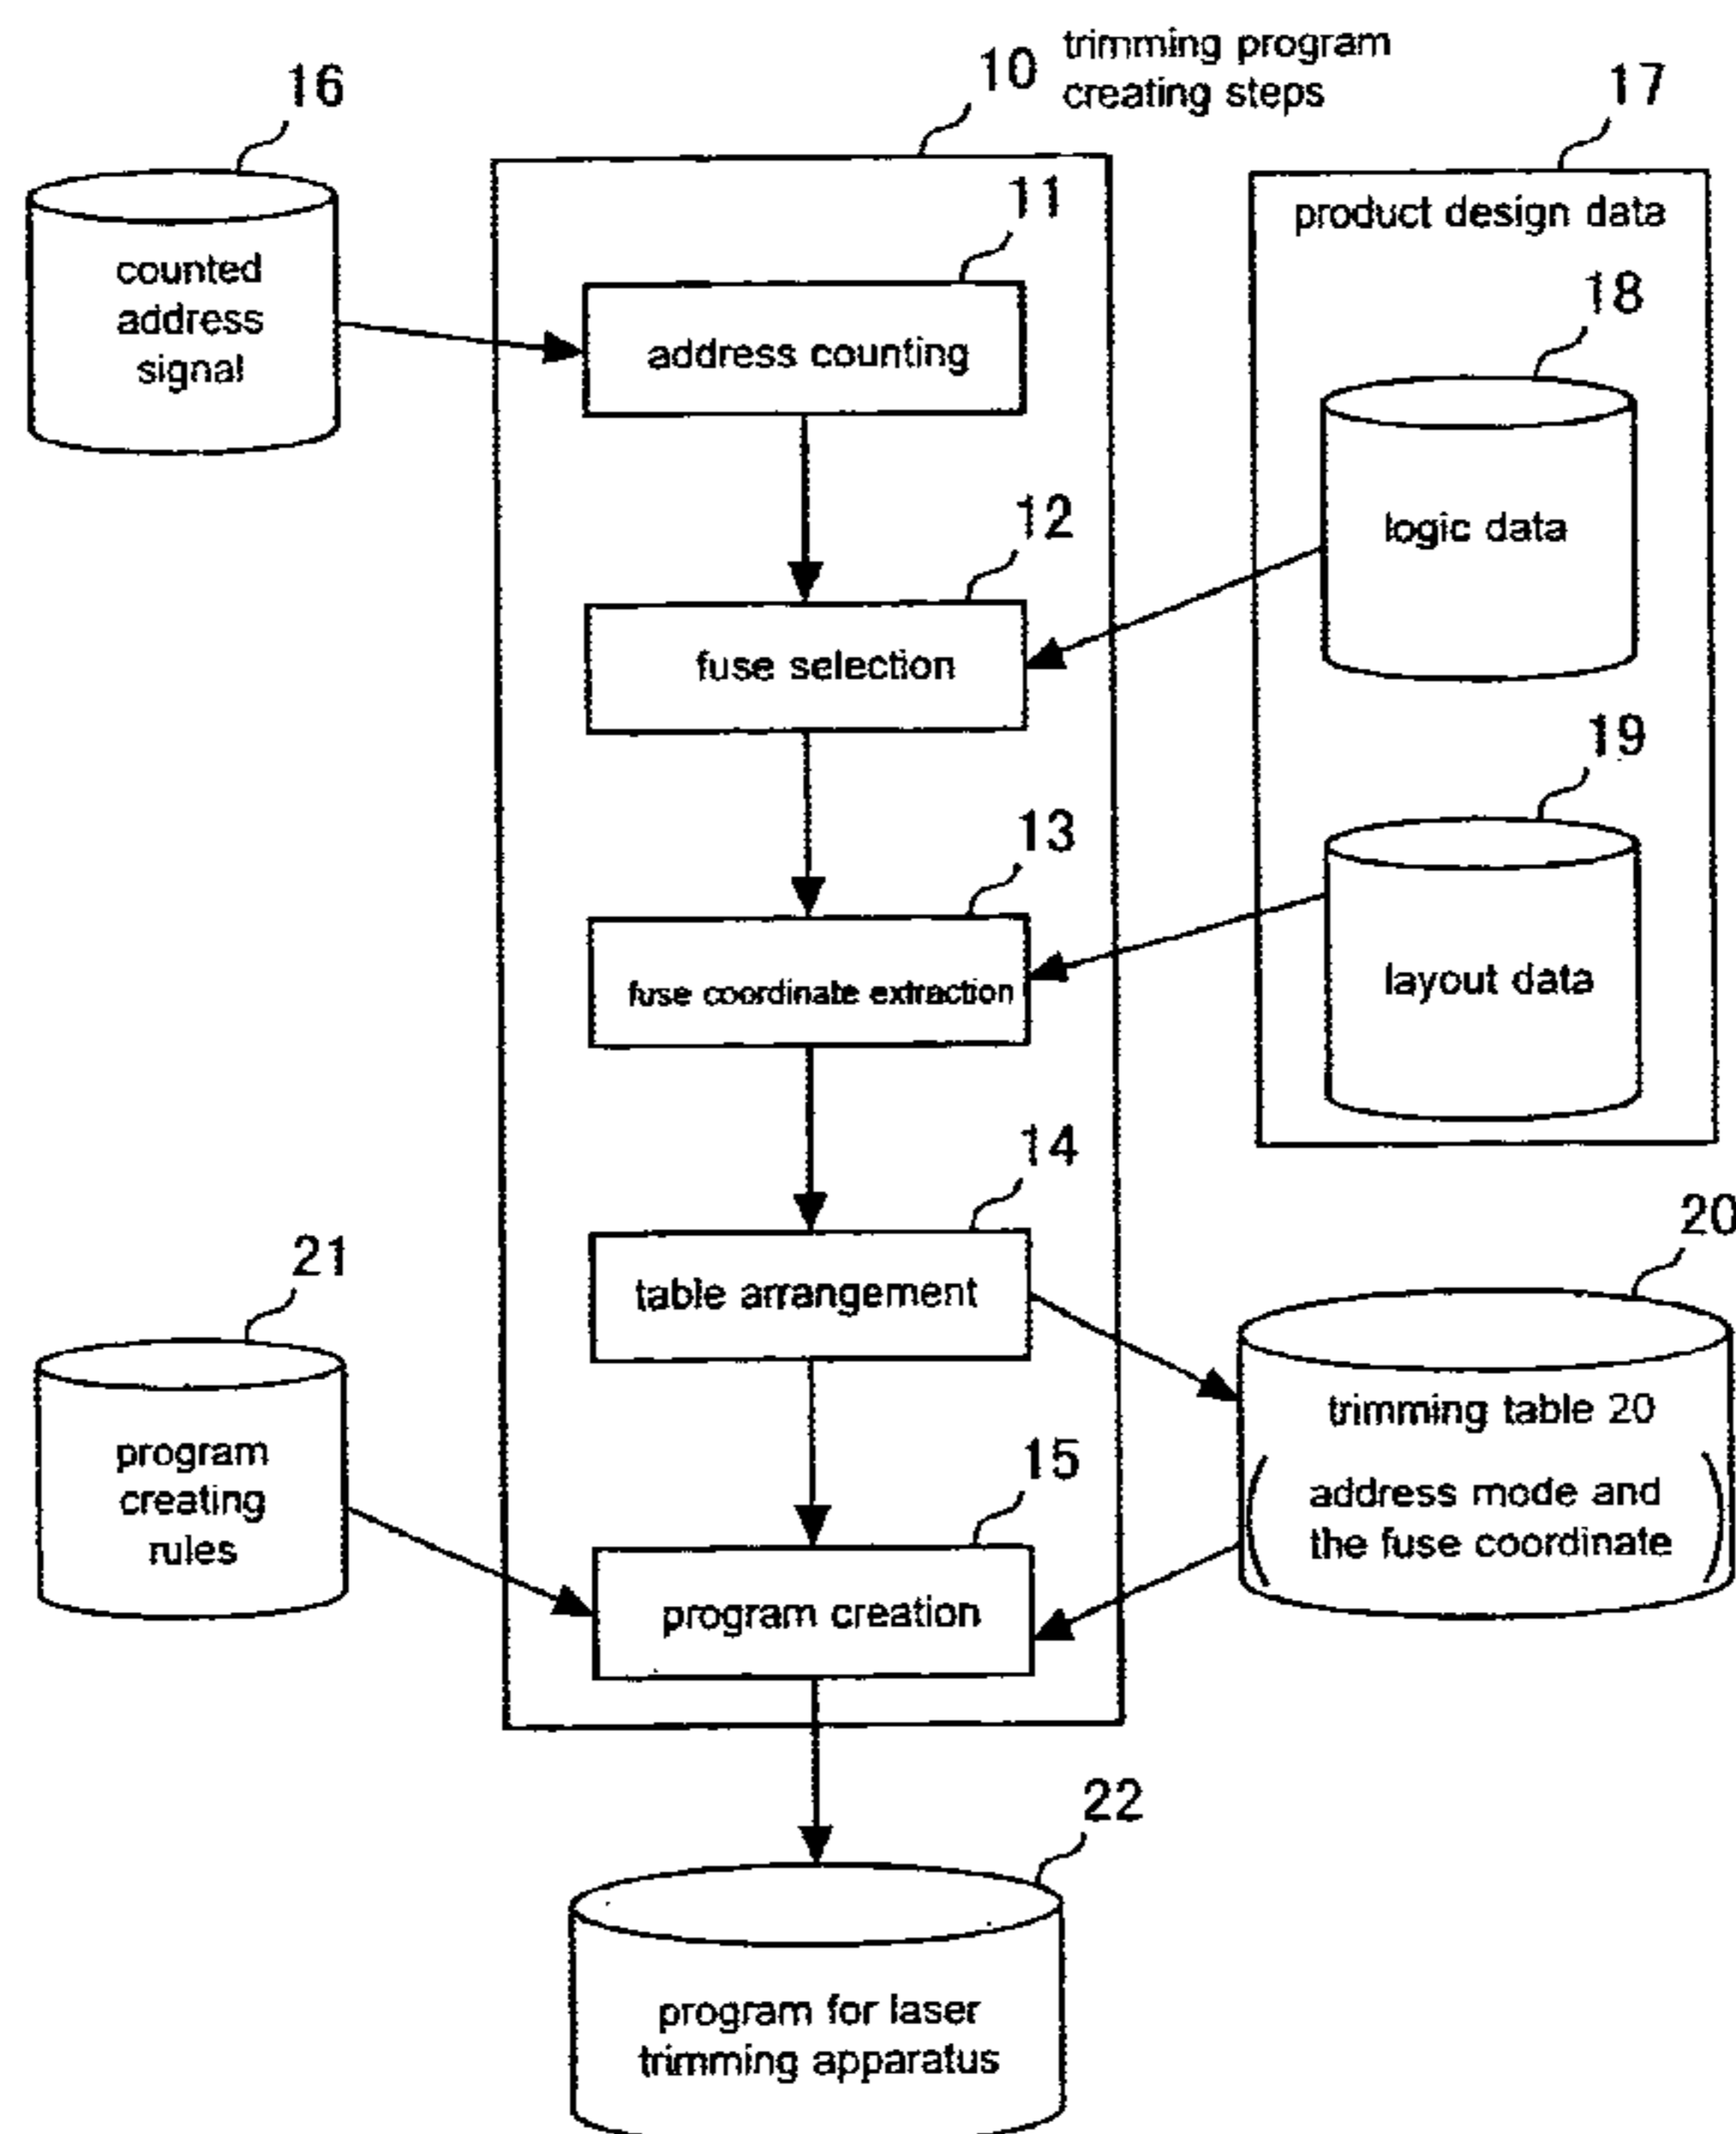 10 trimming program
creating steps
16
17
counted
address
signal
11
address counting
product design data
18
logic data
12
fuse selection
19
layout data
13
fuse coordinate extraction
14
table arrangement
20
trimming table 20
( address mode and
the fuse coordinate )
21
program
creating
rules
15
program creation
22
program for laser
trimming apparatus